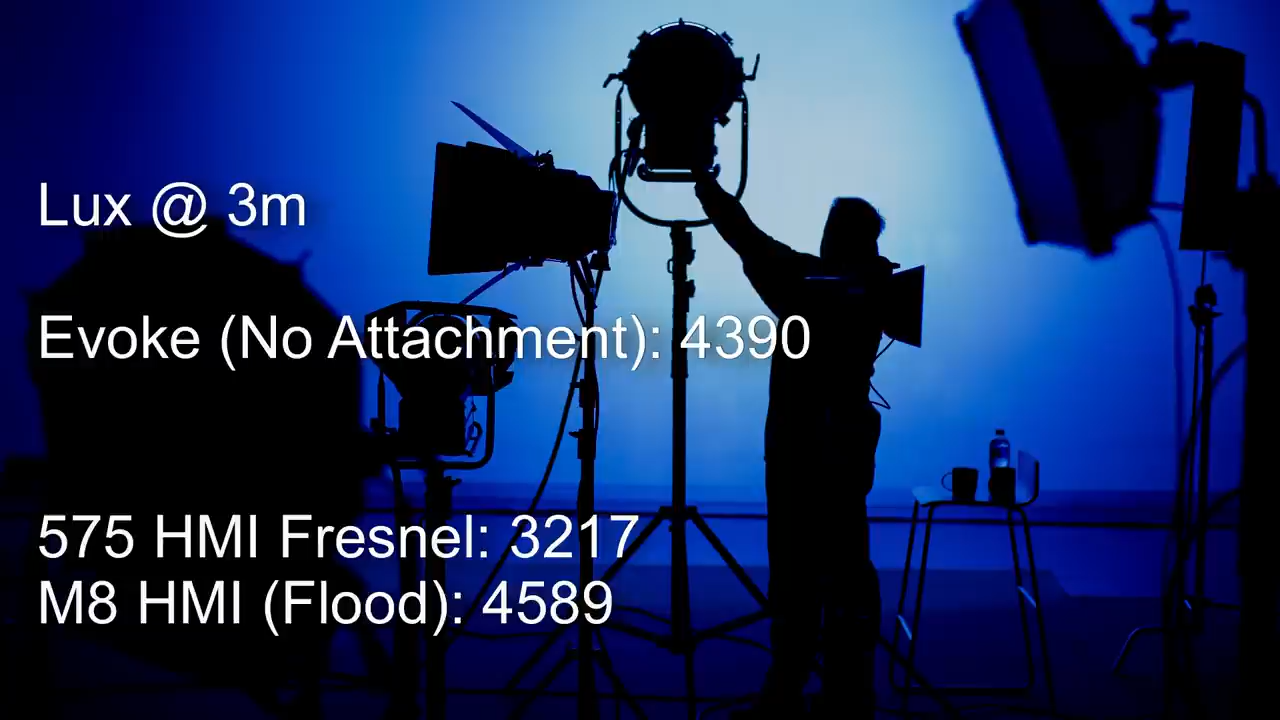 Lux @ 3m
Evoke (No Attachment): 4390
575 HMI Fresnel: 3217
M8 HMI (Flood): 4589